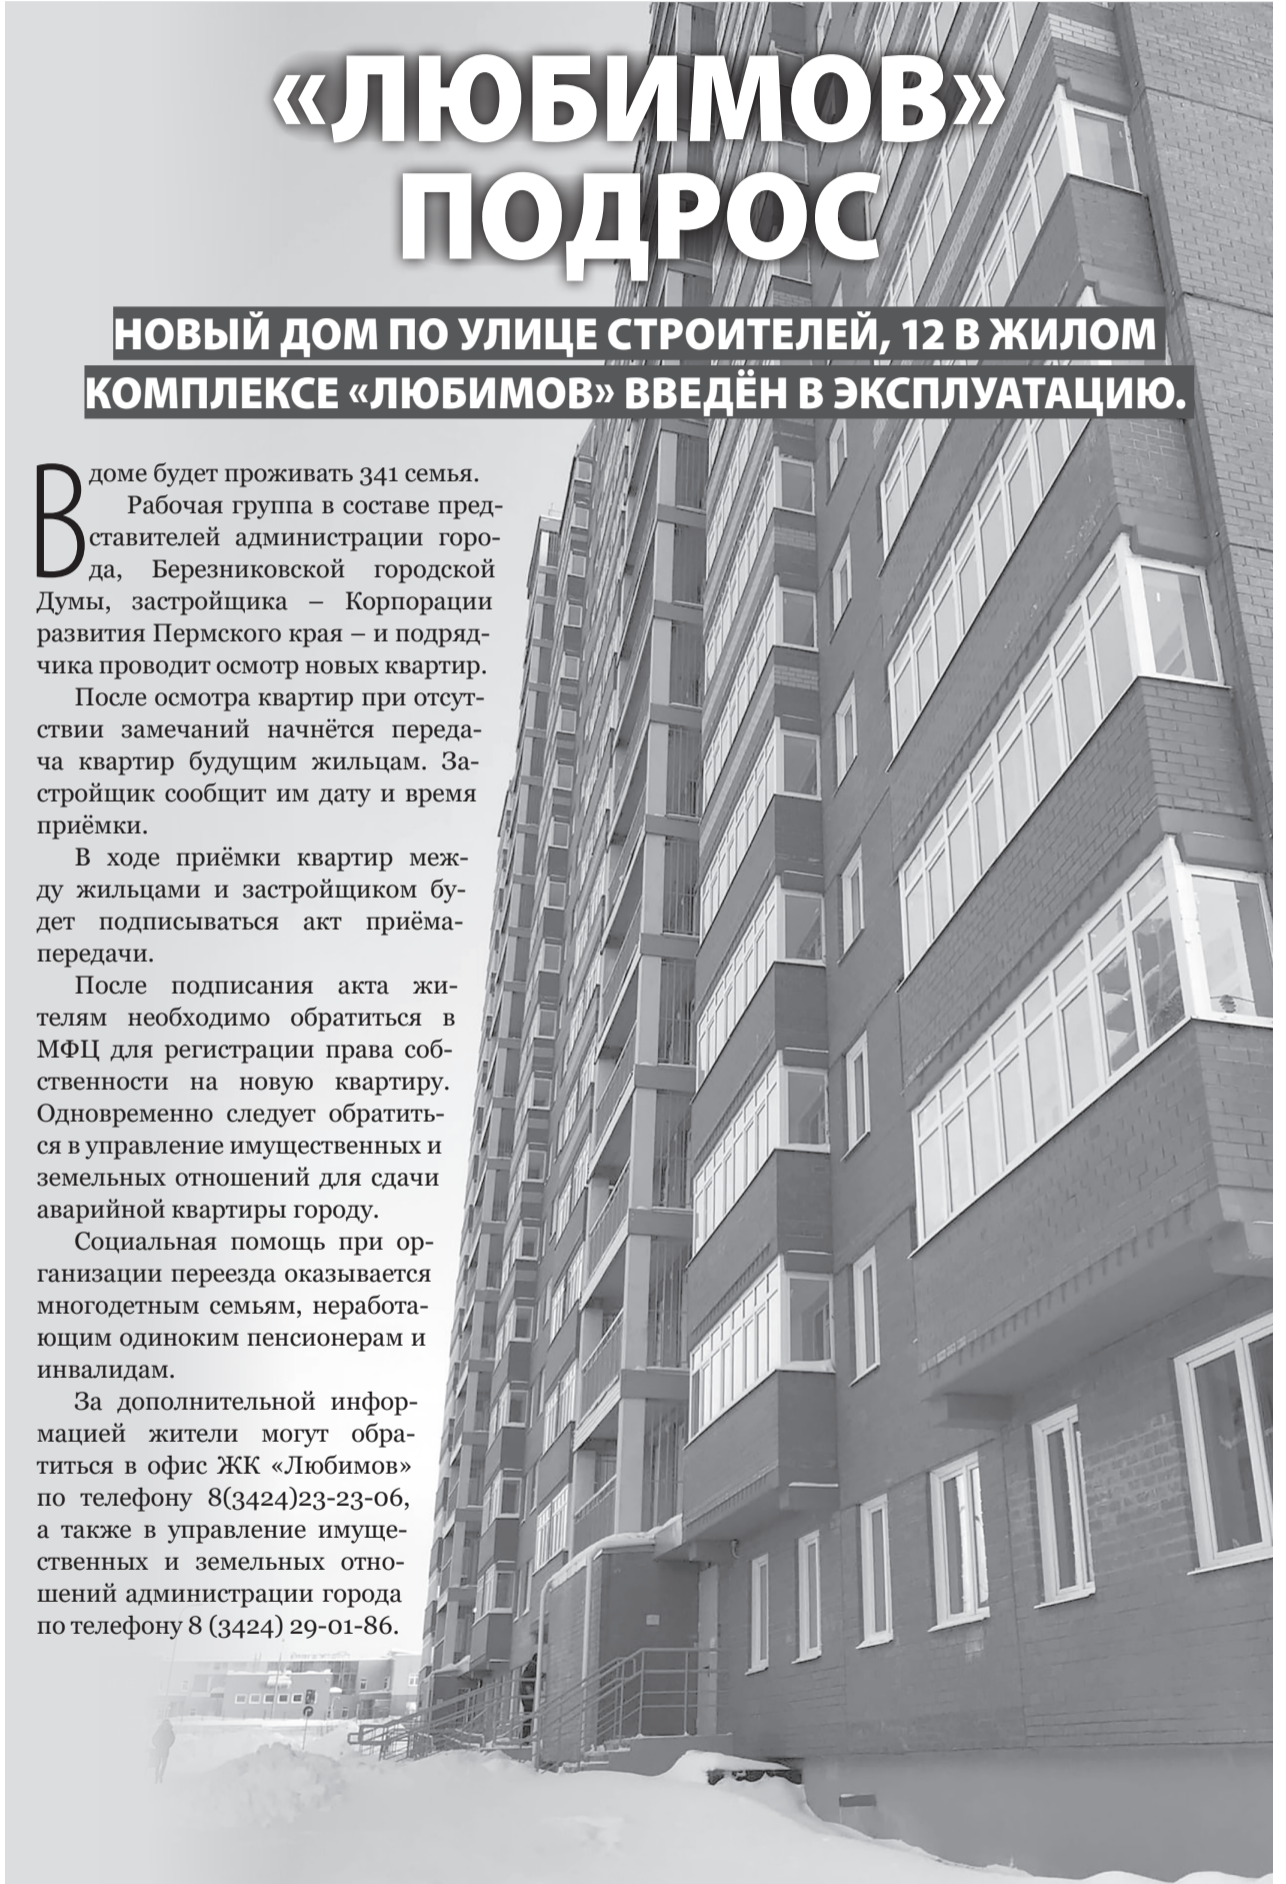 «ЛЮБИМОВ»
ПОДРОС
НОВЫЙ ДОМ ПО УЛИЦЕ СТРОИТЕЛЕЙ, 12 В ЖИЛОМ
КОМПЛЕКСЕ «ЛЮБИМОВ» ВВЕДЁН В ЭКСПЛУАТАЦИЮ.
В доме будет проживать 341 семья.
Рабочая группа в составе пред-
ставителей администрации горо-
да, Березниковской городской
Думы, застройщика – Корпорации
развития Пермского края – и подряд-
чика проводит осмотр новых квартир.
После осмотра квартир при отсут-
ствии замечаний начнётся переда-
ча квартир будущим жильцам. За-
стройщик сообщит им дату и время
приёмки.
В ходе приёмки квартир меж-
ду жильцами и застройщиком бу-
дет подписываться акт приёма-
передачи.
После подписания акта жи-
телям необходимо обратиться в
МФЦ для регистрации права соб-
ственности на новую квартиру.
Одновременно следует обратить-
ся в управление имущественных и
земельных отношений для сдачи
аварийной квартиры городу.
Социальная помощь при ор-
ганизации переезда оказывается
многодетным семьям, неработа-
ющим одиноким пенсионерам и
инвалидам.
За дополнительной инфор-
мацией жители могут обра-
титься в офис ЖК «Любимов»
по телефону 8(3424)23-23-06,
а также в управление имуще-
ственных и земельных отно-
шений администрации города
по телефону 8 (3424) 29-01-86.